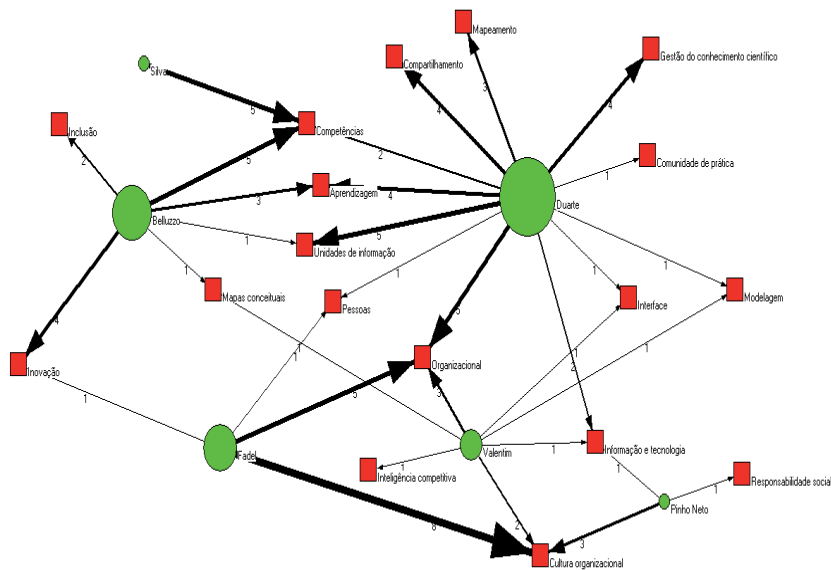 Mapeamento
Gestão do conhecimento científico
Compartilhamento
Silva
3
4
4
5
Inclusão
Competências
2
5
2
Comunidade de prática
1
Aprendizagem
4
3
Duarte
Belluzzo
5
1
Unidades de informação
1
1
1
1
Mapas conceituais
Pessoas
Interface
Modelagem
5
4
1
1
1
1
2
Organizacional
Inovação
1
5
3
Fadel
Valentim
1
Informação e tecnologia
1
1
Inteligência competitiva
1
Responsabilidade social
Pinho Neto
8
2
3
Cultura organizacional